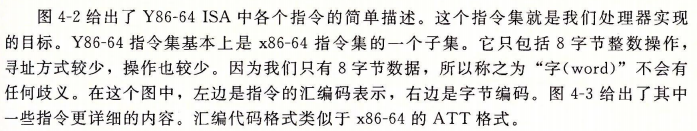 图 4-2 给出了 Y86-64 ISA 中各个指令的简单描述。这个指令集就是我们处理器实现
的目标。Y86-64 指令集基本上是 x86-64 指令集的一个子集。它只包括 8 字节整数操作，
寻址方式较少，操作也较少。因为我们只有 8 字节数据，所以称之为“字(word)”不会有
任何歧义。在这个图中，左边是指令的汇编码表示，右边是字节编码。图 4-3 给出了其中
一些指令更详细的内容。汇编代码格式类似于 x86-64 的 ATT 格式。